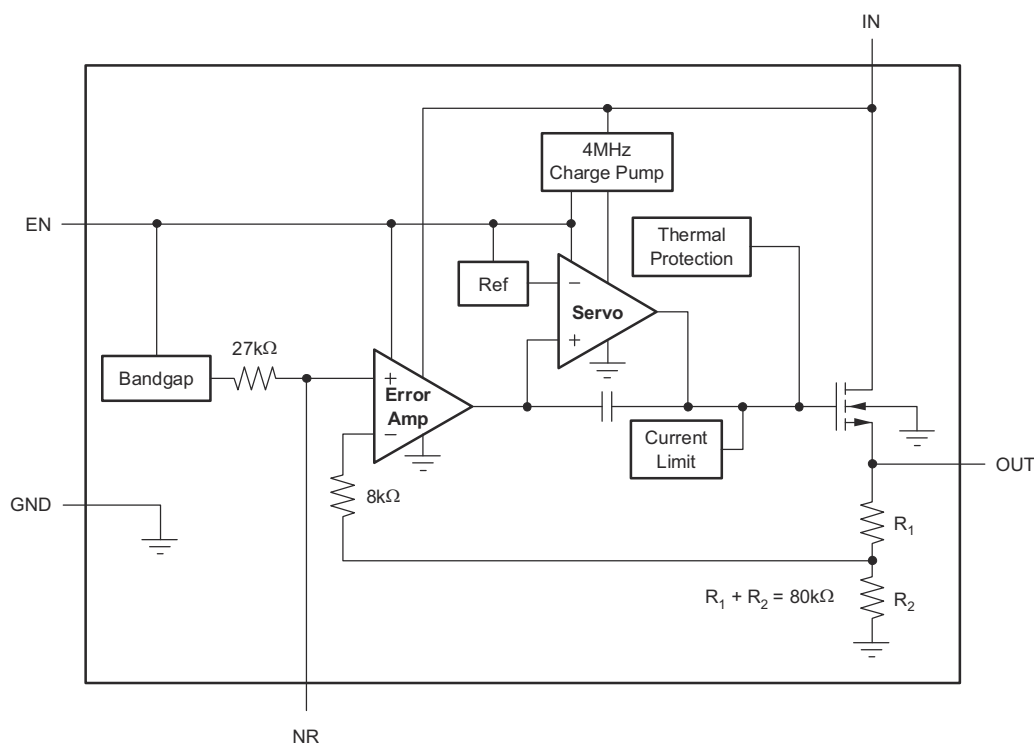 IN
4MHz
Charge Pump
EN
Thermal
Protection
Ref
−
Servo
+
27kΩ
Bandgap
+
Error
Amp
−
Current
Limit
OUT
8kΩ
GND
R1
R1 + R2 = 80kΩ
R2
NR